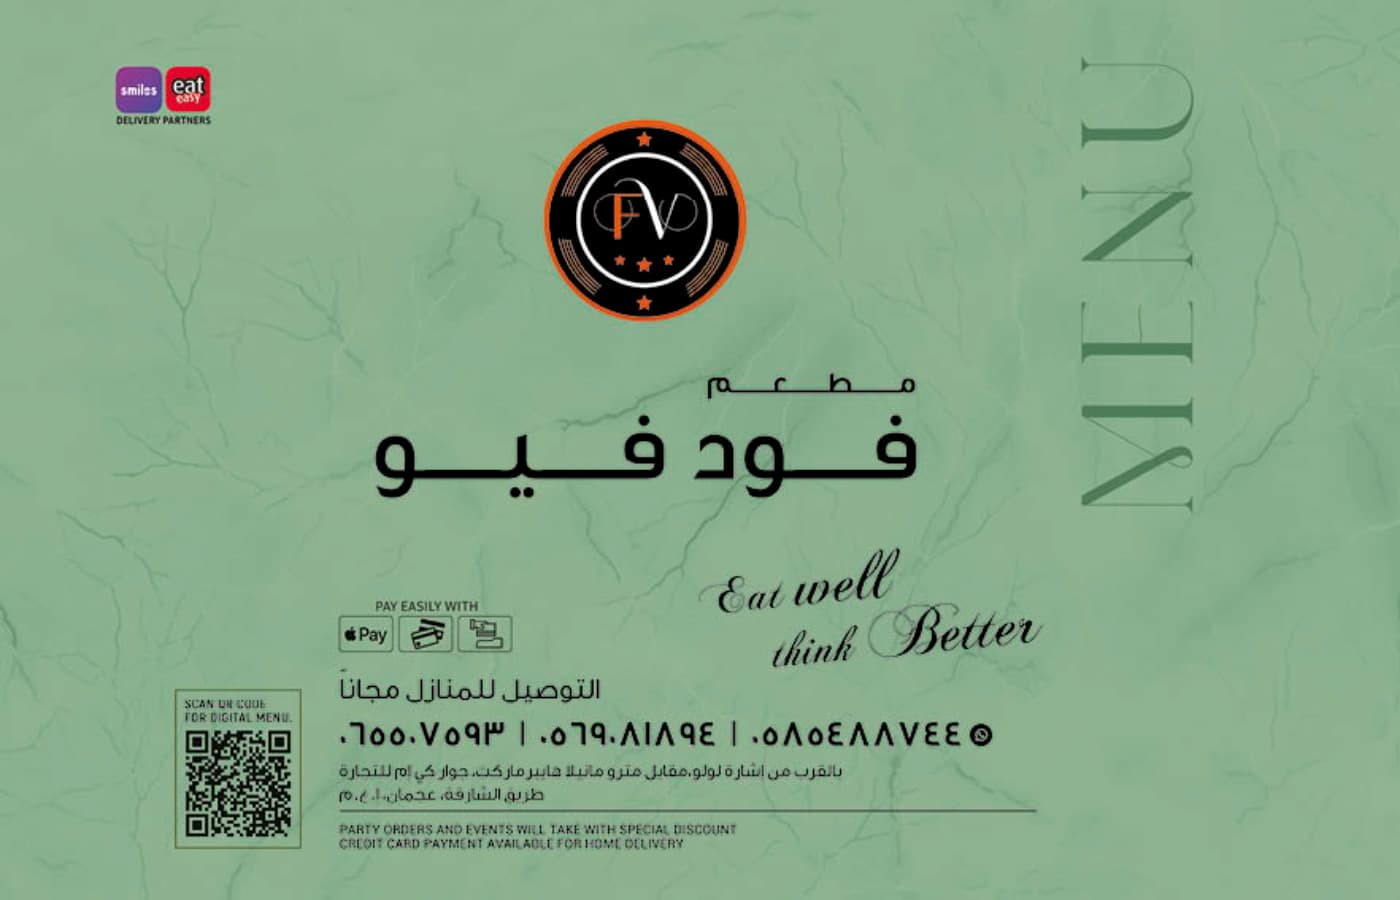 smiles
eat
easy
DELIVERY PARTNERS
FV
MENU
مطعم
فود فيو
Eat well
think Better
PAY EASILY WITH
Pay
التوصيل للمنازل مجاناً
٠٦٥٥٠٧٥٩٣ | ٠٥٦٩٠٨١٨٩٤ | ٠٥٨٥٤٨٨٧٤٤
بالقرب من إشارة لولو،مقابل مترو مانيلا هايبر ماركت، جوار كي إم للتجارة
طريق الشارقة، عجمان،ا.ع.م
SCAN QR CODE
FOR DIGITAL MENU.
PARTY ORDERS AND EVENTS WILL TAKE WITH SPECIAL DISCOUNT
CREDIT CARD PAYMENT AVAILABLE FOR HOME DELIVERY